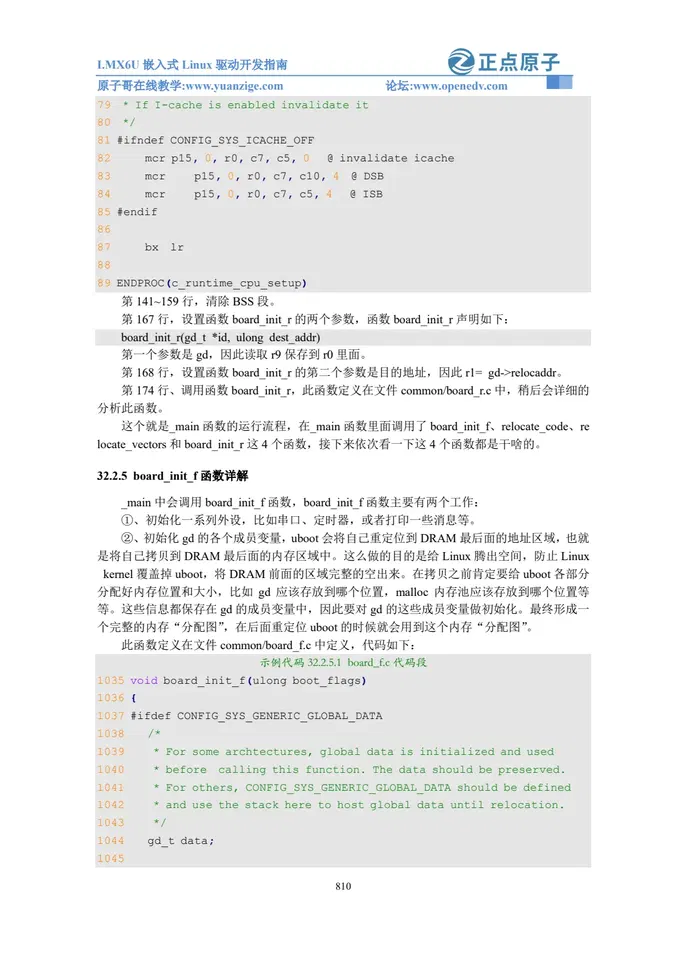 I.MX6U 嵌入式 Linux 驱动开发指南
正点原子
原子哥在线教学:www.yuanzige.com 论坛:www.openedv.com
79 * If I-cache is enabled invalidate it
80 */
81 #ifndef CONFIG_SYS_ICACHE_OFF
82 mcr p15, 0, r0, c7, c5, 0 @ invalidate icache
83 mcr p15, 0, r0, c7, c10, 4 @ DSB
84 mcr p15, 0, r0, c7, c5, 4 @ ISB
85 #endif
86
87 bx lr
88
89 ENDPROC(c_runtime_cpu_setup)
第 141~159 行，清除 BSS 段。
第 167 行，设置函数 board_init_r 的两个参数，函数 board_init_r 声明如下：
board_init_r(gd_t *id, ulong dest_addr)
第一个参数是 gd，因此读取 r9 保存到 r0 里面。
第 168 行，设置函数 board_init_r 的第二个参数是目的地址，因此 r1= gd->relocaddr。
第 174 行、调用函数 board_init_r，此函数定义在文件 common/board_r.c 中，稍后会详细的
分析此函数。
这个就是_main 函数的运行流程，在_main 函数里面调用了 board_init_f、relocate_code、re
locate_vectors 和 board_init_r 这 4 个函数，接下来依次看一下这 4 个函数都是干啥的。
32.2.5 board_init_f 函数详解
_main 中会调用 board_init_f 函数，board_init_f 函数主要有两个工作：
①、初始化一系列外设，比如串口、定时器，或者打印一些消息等。
②、初始化 gd 的各个成员变量，uboot 会将自己重定位到 DRAM 最后面的地址区域，也就
是将自己拷贝到 DRAM 最后面的内存区域中。这么做的目的是给 Linux 腾出空间，防止 Linux
kernel 覆盖掉 uboot，将 DRAM 前面的区域完整的空出来。在拷贝之前肯定要给 uboot 各部分
分配好内存位置和大小，比如 gd 应该存放到哪个位置，malloc 内存池应该存放到哪个位置等
等。这些信息都保存在 gd 的成员变量中，因此要对 gd 的这些成员变量做初始化。最终形成一
个完整的内存“分配图”，在后面重定位 uboot 的时候就会用到这个内存“分配图”。
此函数定义在文件 common/board_f.c 中定义，代码如下：
示例代码 32.2.5.1 board_f.c 代码段
1035 void board_init_f(ulong boot_flags)
1036 {
1037 #ifdef CONFIG_SYS_GENERIC_GLOBAL_DATA
1038 /*
1039 * For some archtectures, global data is initialized and used
1040 * before calling this function. The data should be preserved.
1041 * For others, CONFIG_SYS_GENERIC_GLOBAL_DATA should be defined
1042 * and use the stack here to host global data until relocation.
1043 */
1044 gd_t data;
1045
810